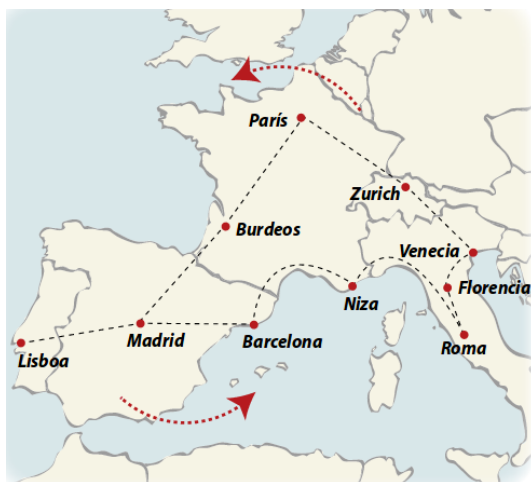 París
Zurich
Burdeos
Venecia
Florencia
Niza
Madrid
Barcelona
Roma
Lisboa